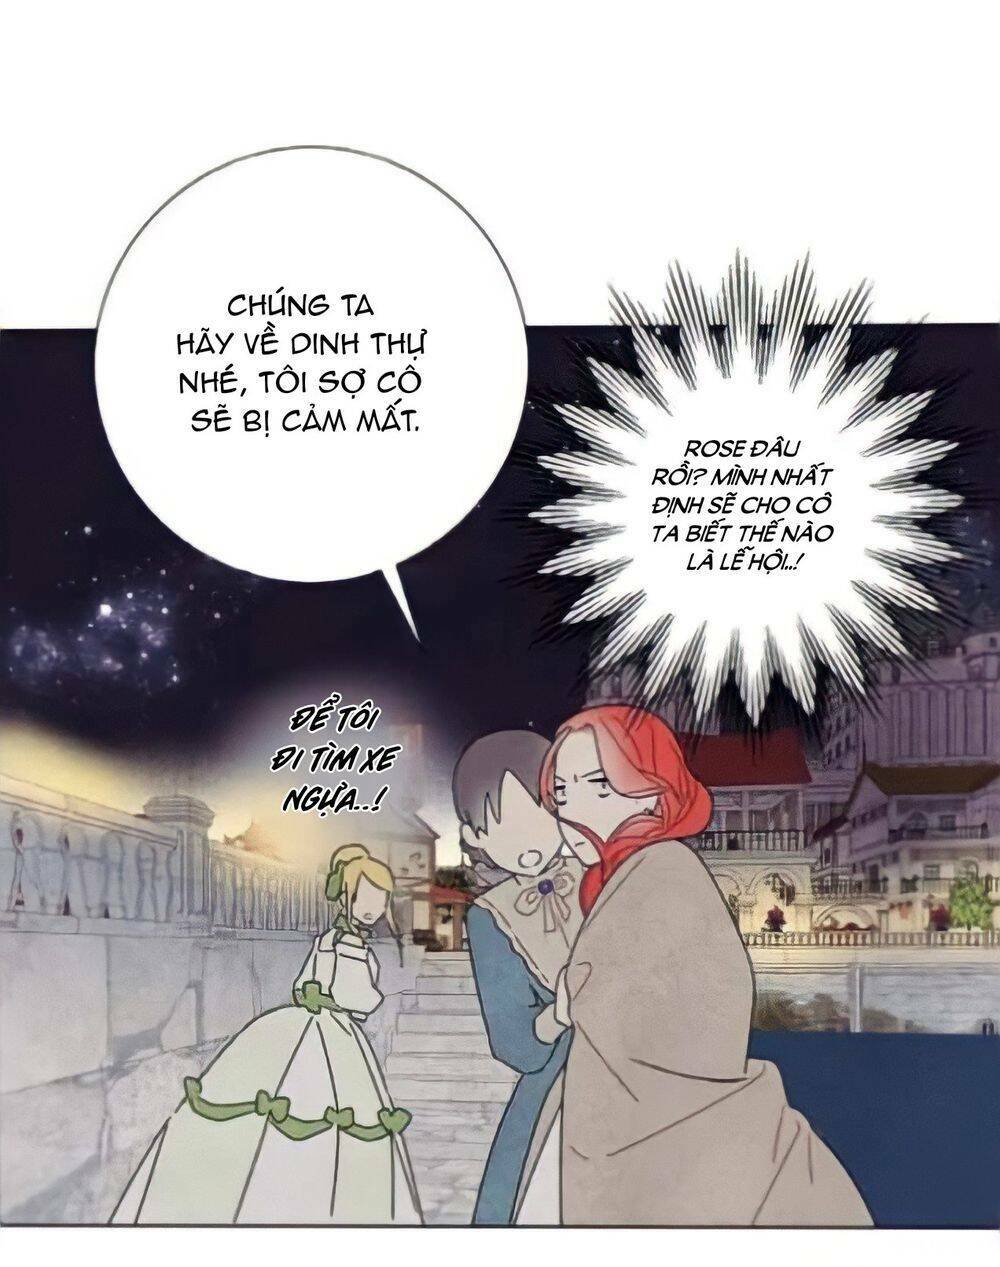 CHÚNG TA
HÃY VỀ DINH THỰ
NHÉ, TÔI SỢ CÔ
SẼ BỊ CẢM MẤT.
ROSE ĐÂU
RỒI? MÌNH NHẤT
ĐỊNH SẼ CHO CÔ
TA BIẾT THẾ NÀO
LÀ LỄ HỘI..!
ĐỂ TÔI
ĐI TÌM XE
NGỰA..!